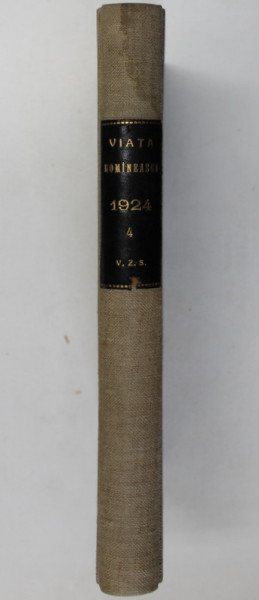 VIAȚA
ROMÎNEASCĂ
1924
4
V. Z. S.